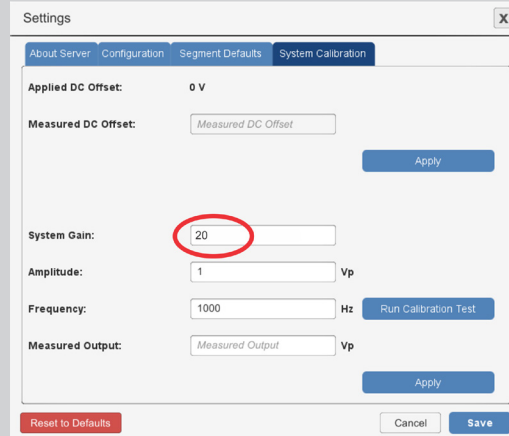 Settings X
About Server Configuration Segment Defaults System Calibration
Applied DC Offset: 0 V
Measured DC Offset: Measured DC Offset
Apply
System Gain: 20
Amplitude: 1 Vp
Frequency: 1000 Hz Run Calibration Test
Measured Output: Measured Output Vp
Apply
Reset to Defaults Cancel Save